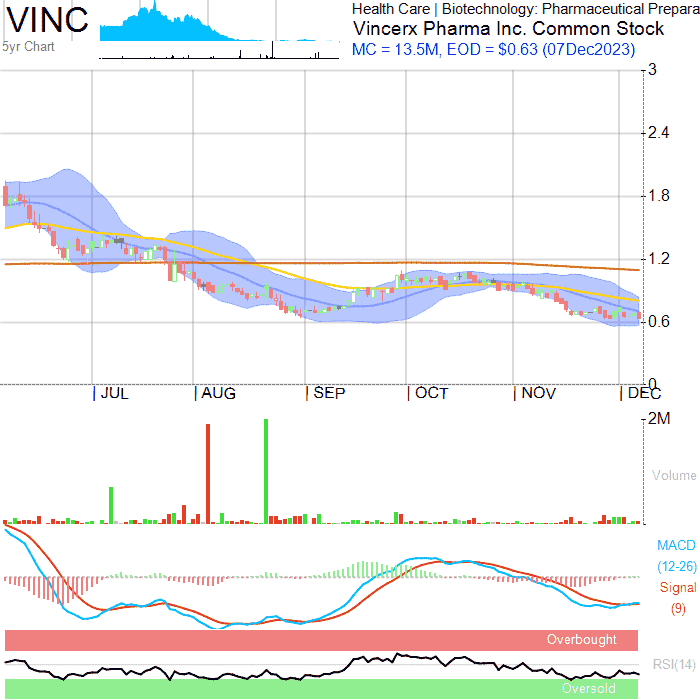 VINC
5yr Chart
Health Care | Biotechnology: Pharmaceutical Prepara
Vincerx Pharma Inc. Common Stock
MC = 13.5M, EOD = $0.63 (07Dec2023)
3
2.4
1.8
1.2
0.6
0
JUL
AUG
SEP
OCT
NOV
DEC
2M
Volume
MACD
(12-26)
Signal
(9)
Overbought
RSI(14)
Oversold